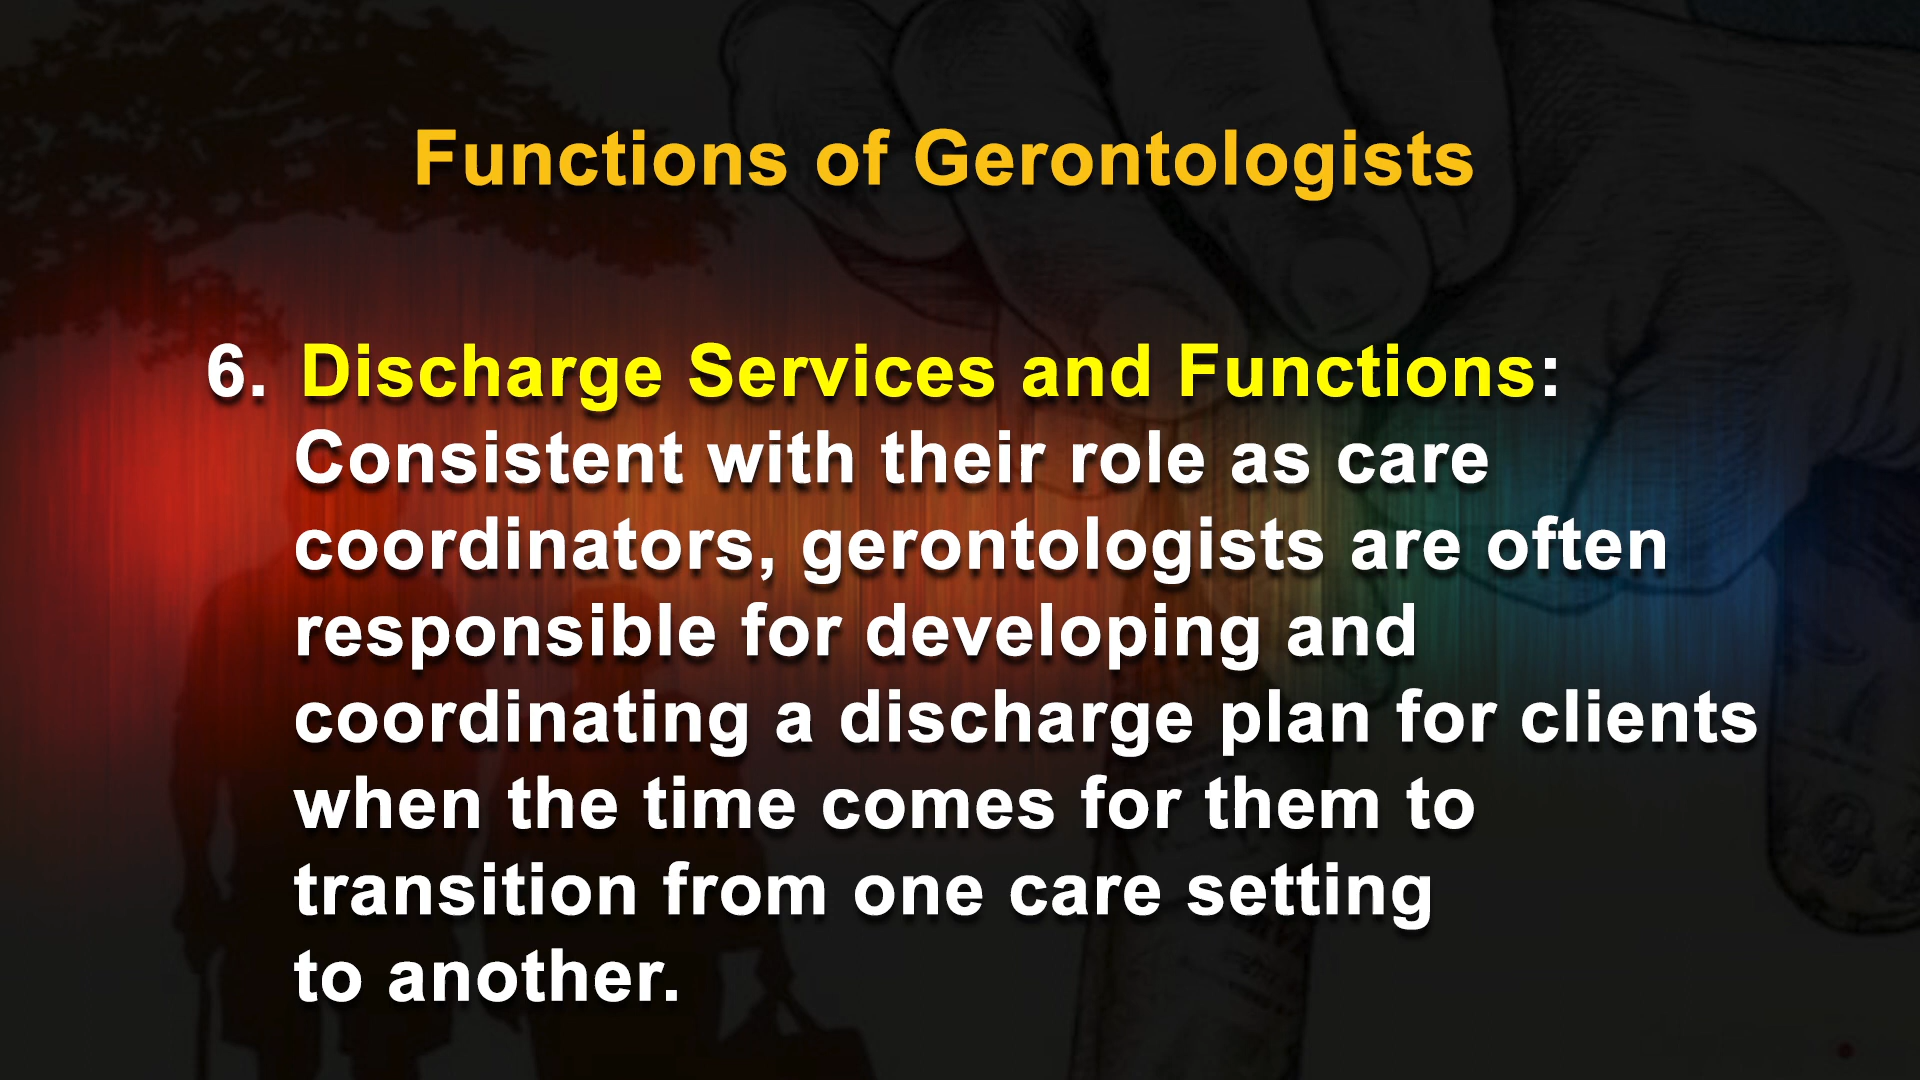 Functions of Gerontologists
6. Discharge Services and Functions:
Consistent with their role as care
coordinators, gerontologists are often
responsible for developing and
coordinating a discharge plan for clients
when the time comes for them to
transition from one care setting
to another.